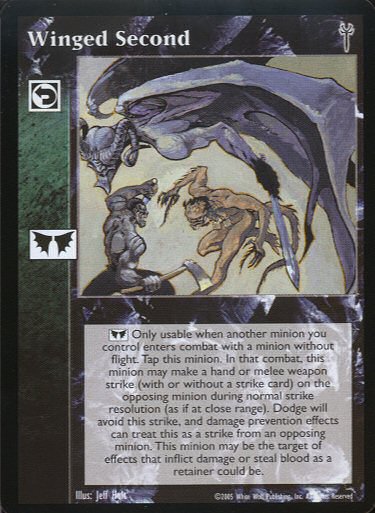 Winged Second
Only usable when another minion you
control enters combat with a minion without
flight. Tap this minion. In that combat, this
minion may make a hand or melee weapon
strike (with or without a strike card) on the
opposing minion during normal strike
resolution (as if at close range). Dodge will
avoid this strike, and damage prevention effects
can treat this as a strike from an opposing
minion. This minion may be the target of
effects that inflict damage or steal blood as a
retainer could be.
Illus: Jeff Holt
©2005 White Wolf Publishing, Inc. All Rights Reserved